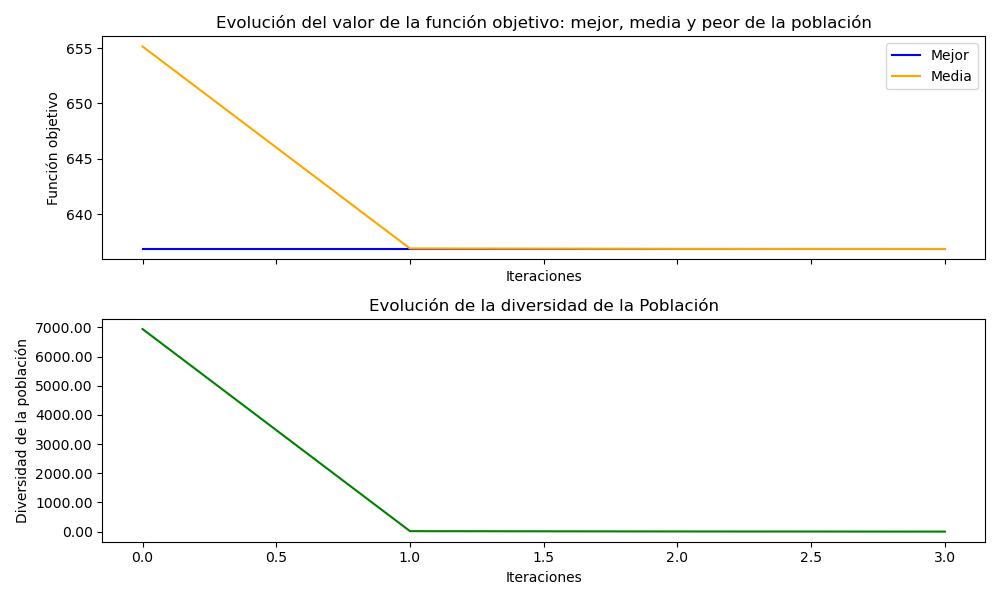 Evolución del valor de la función objetivo: mejor, media y peor de la población
Función objetivo
655
650
645
640
Mejor
Media
Iteraciones
Evolución de la diversidad de la Población
Diversidad de la población
7000.00
6000.00
5000.00
4000.00
3000.00
2000.00
1000.00
0.00
0.0 0.5 1.0 1.5 2.0 2.5 3.0
Iteraciones